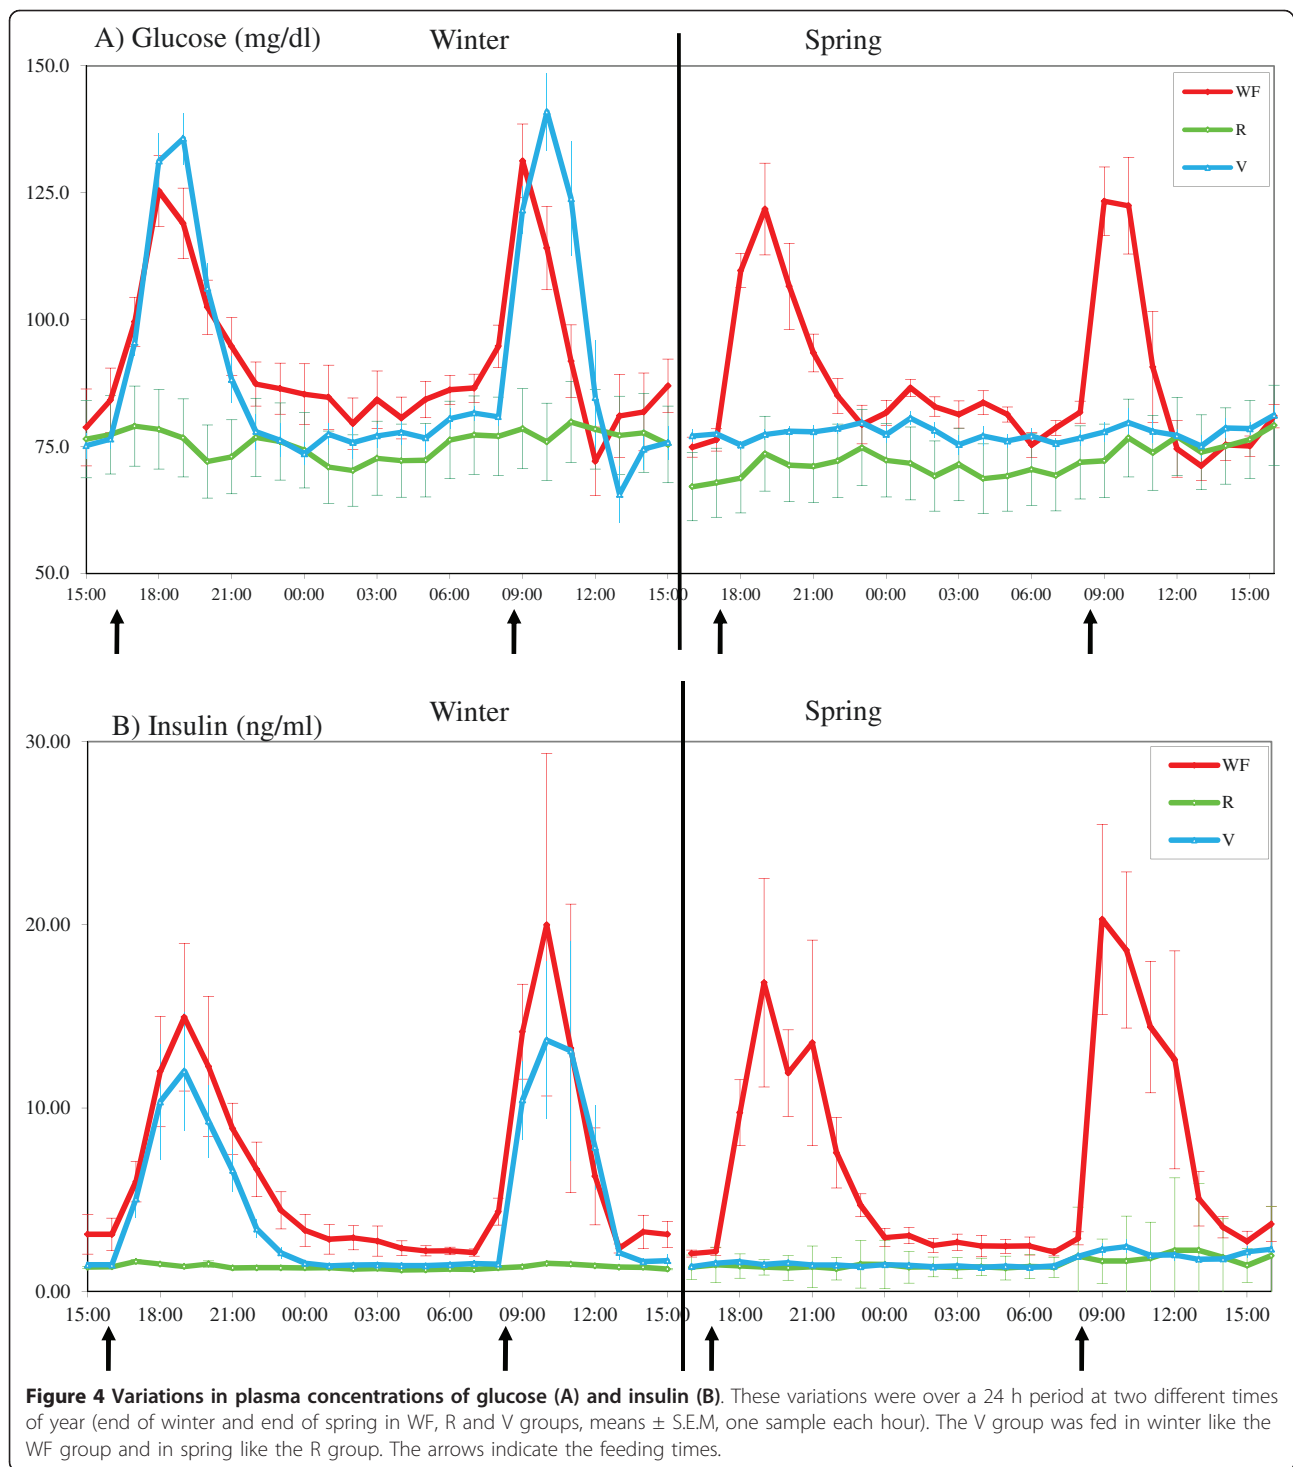 A) Glucose (mg/dl)
Winter
Spring
150.0
125.0
100.0
75.0
50.0
WF
R
V
15:00 18:00 21:00 00:00 03:00 06:00 09:00 12:00 15:00 18:00 21:00 00:00 03:00 06:00 09:00 12:00 15:00
B) Insulin (ng/ml)
Winter
Spring
30.00
20.00
10.00
0.00
WF
R
V
15:00 18:00 21:00 00:00 03:00 06:00 09:00 12:00 15:00 18:00 21:00 00:00 03:00 06:00 09:00 12:00 15:00
Figure 4 Variations in plasma concentrations of glucose (A) and insulin (B). These variations were over a 24 h period at two different times
of year (end of winter and end of spring in WF, R and V groups, means ± S.E.M, one sample each hour). The V group was fed in winter like the
WF group and in spring like the R group. The arrows indicate the feeding times.